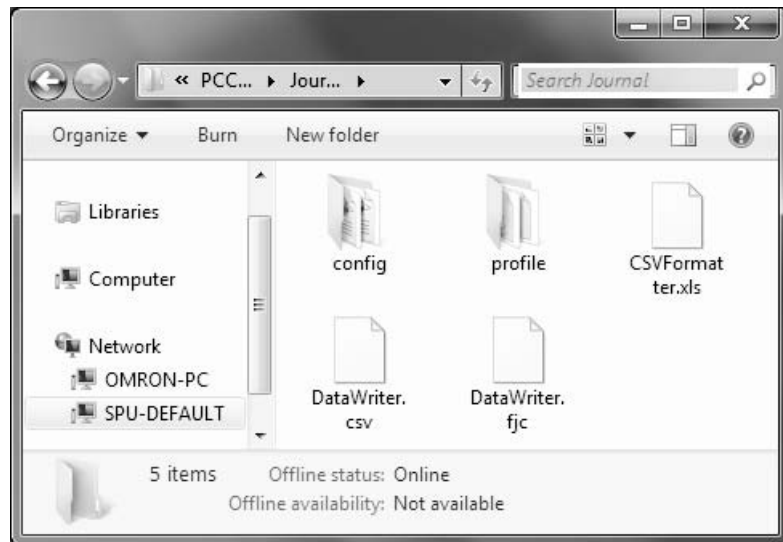 « PCC... ▸ Jour... ▸
Search Journal
Organize ▼ Burn New folder
Libraries
Computer
Network
OMRON-PC
SPU-DEFAULT
config
profile
CSVFormat
ter.xls
DataWriter.
csv
DataWriter.
fjc
5 items Offline status: Online
Offline availability: Not available